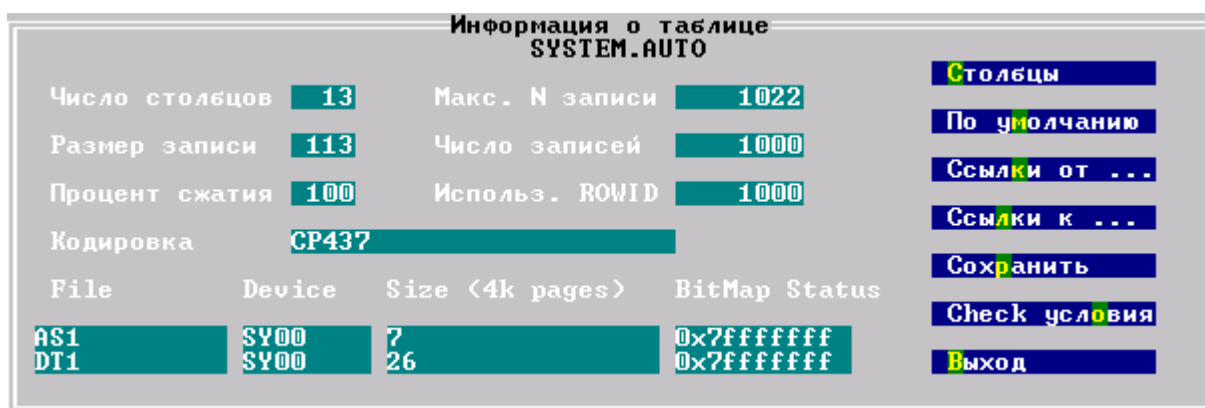 Информация о таблице
SYSTEM.AUTO
Число столбцов 13 Макс. N записи 1022
Размер записи 113 Число записей 1000
Процент сжатия 100 Использ. ROWID 1000
Кодировка CP437
File Device Size (4k pages) BitMap Status
AS1 SY00 7 0x7fffffff
DT1 SY00 26 0x7fffffff
Столбцы
По умолчанию
Ссылки от ...
Ссылки к ...
Сохранить
Check условия
Выход